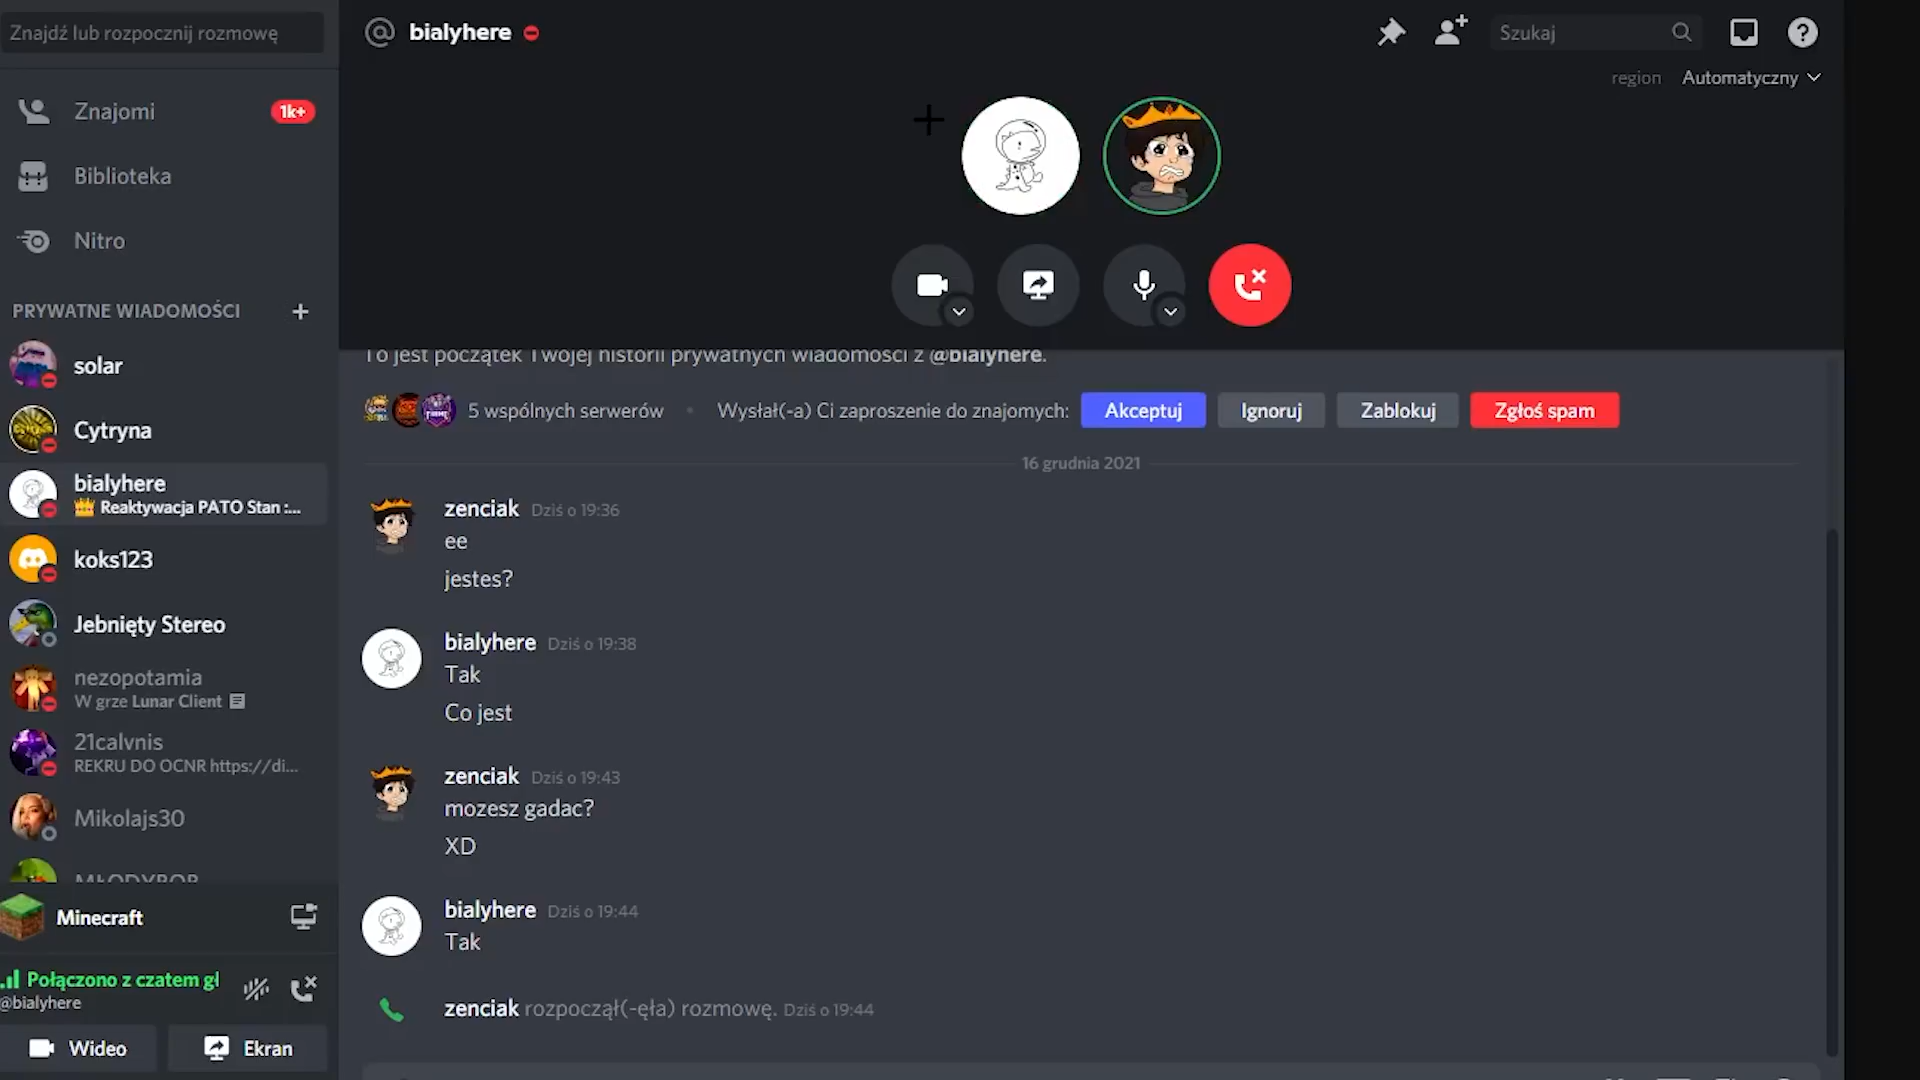 Znajdź lub rozpocznij rozmowę
Znajomi
1k+
Biblioteka
Nitro
PRYWATNE WIADOMOŚCI
solar
Cytryna
bialyhere
Reaktywacja PATO Stan :...
koks123
Jebnięty Stereo
nezopotamia
W grze Lunar Client
21calvnis
REKRU DO OCNR https://di...
Mikolajs30
MŁODYBOR
Minecraft
Połączono z czatem gł
@bialyhere
Wideo
Ekran
bialyhere
Szukaj
region Automatyczny
To jest początek Twojej historii prywatnych wiadomości z @bialyhere.
5 wspólnych serwerów • Wysłał(-a) Ci zaproszenie do znajomych: Akceptuj Ignoruj Zablokuj Zgłoś spam
16 grudnia 2021
zenciak Dziś o 19:36
ee
jestes?
bialyhere Dziś o 19:38
Tak
Co jest
zenciak Dziś o 19:43
mozesz gadac?
XD
bialyhere Dziś o 19:44
Tak
zenciak rozpoczął(-ęła) rozmowę. Dziś o 19:44